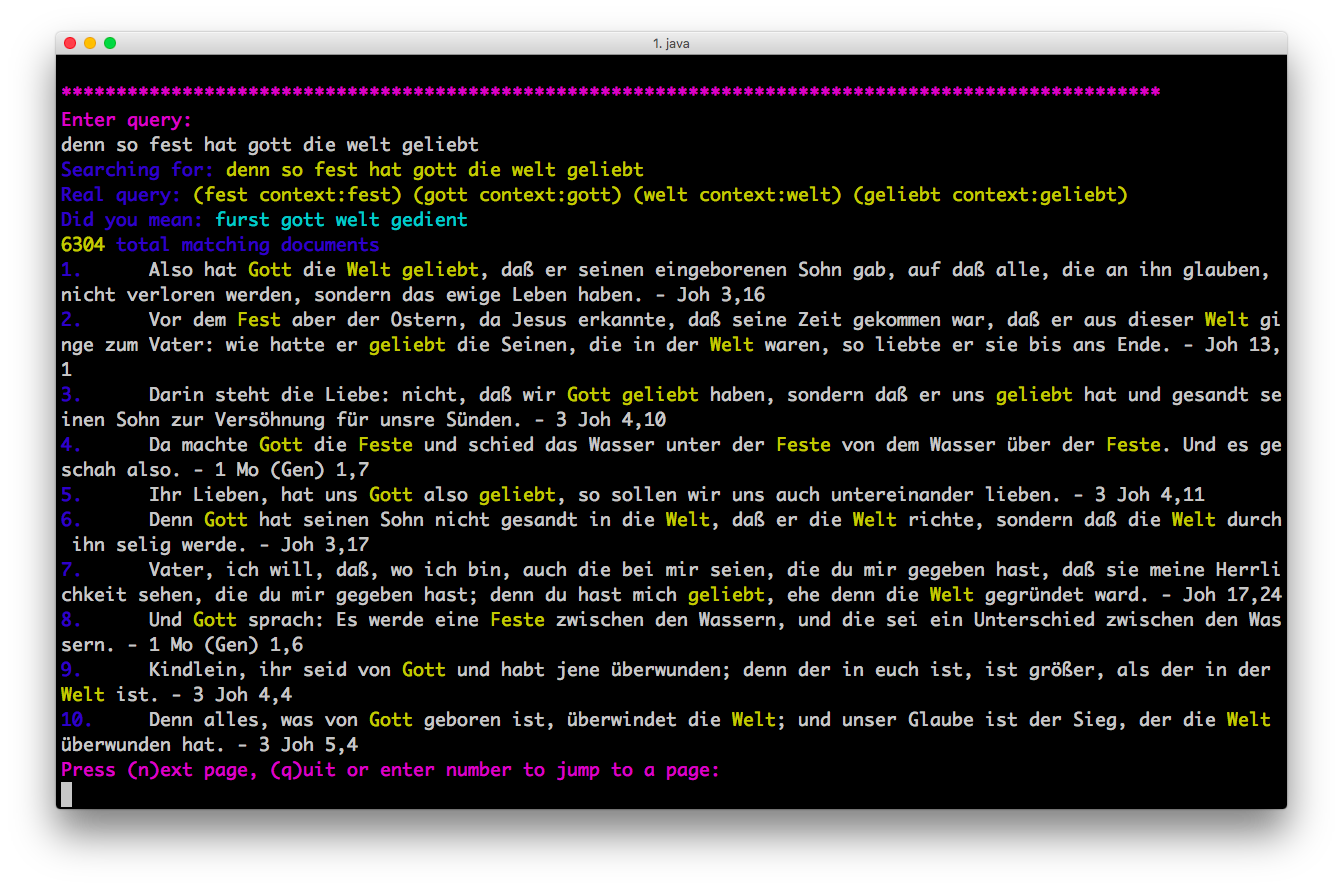 1. java
****************************************************************************************************
Enter query:
denn so fest hat gott die welt geliebt
Searching for: denn so fest hat gott die welt geliebt
Real query: (fest context:fest) (gott context:gott) (welt context:welt) (geliebt context:geliebt)
Did you mean: furst gott welt gedient
6304 total matching documents
1.      Also hat Gott die Welt geliebt, daß er seinen eingeborenen Sohn gab, auf daß alle, die an ihn glauben,
nicht verloren werden, sondern das ewige Leben haben. - Joh 3,16
2.      Vor dem Fest aber der Ostern, da Jesus erkannte, daß seine Zeit gekommen war, daß er aus dieser Welt gi
nge zum Vater: wie hatte er geliebt die Seinen, die in der Welt waren, so liebte er sie bis ans Ende. - Joh 13,
1
3.      Darin steht die Liebe: nicht, daß wir Gott geliebt haben, sondern daß er uns geliebt hat und gesandt se
inen Sohn zur Versöhnung für unsre Sünden. - 3 Joh 4,10
4.      Da machte Gott die Feste und schied das Wasser unter der Feste von dem Wasser über der Feste. Und es ge
schah also. - 1 Mo (Gen) 1,7
5.      Ihr Lieben, hat uns Gott also geliebt, so sollen wir uns auch untereinander lieben. - 3 Joh 4,11
6.      Denn Gott hat seinen Sohn nicht gesandt in die Welt, daß er die Welt richte, sondern daß die Welt durch
 ihn selig werde. - Joh 3,17
7.      Vater, ich will, daß, wo ich bin, auch die bei mir seien, die du mir gegeben hast, daß sie meine Herrli
chkeit sehen, die du mir gegeben hast; denn du hast mich geliebt, ehe denn die Welt gegründet ward. - Joh 17,24
8.      Und Gott sprach: Es werde eine Feste zwischen den Wassern, und die sei ein Unterschied zwischen den Was
sern. - 1 Mo (Gen) 1,6
9.      Kindlein, ihr seid von Gott und habt jene überwunden; denn der in euch ist, ist größer, als der in der
Welt ist. - 3 Joh 4,4
10.     Denn alles, was von Gott geboren ist, überwindet die Welt; und unser Glaube ist der Sieg, der die Welt
überwunden hat. - 3 Joh 5,4
Press (n)ext page, (q)uit or enter number to jump to a page: